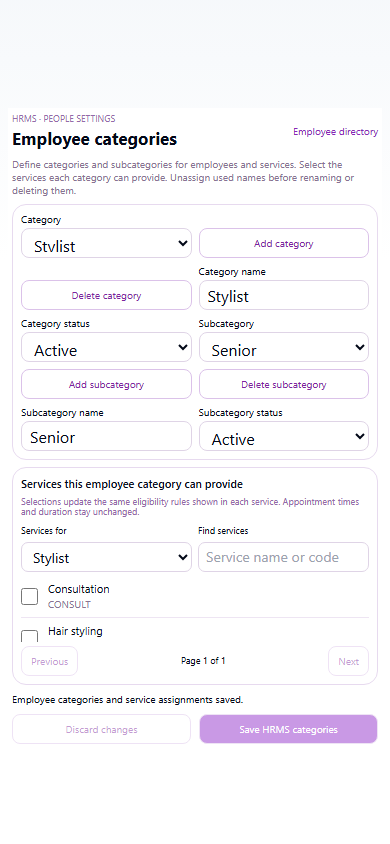 HRMS · PEOPLE SETTINGS
Employee categories
Employee directory
Define categories and subcategories for employees and services. Select the
services each category can provide. Unassign used names before renaming or
deleting them.
Category
Stylist
Add category
Category name
Delete category
Stylist
Category status
Subcategory
Active
Senior
Add subcategory
Delete subcategory
Subcategory name
Subcategory status
Senior
Active
Services this employee category can provide
Selections update the same eligibility rules shown in each service. Appointment times
and duration stay unchanged.
Services for
Find services
Stylist
Service name or code
Consultation
CONSULT
Hair styling
Previous
Page 1 of 1
Next
Employee categories and service assignments saved.
Discard changes
Save HRMS categories